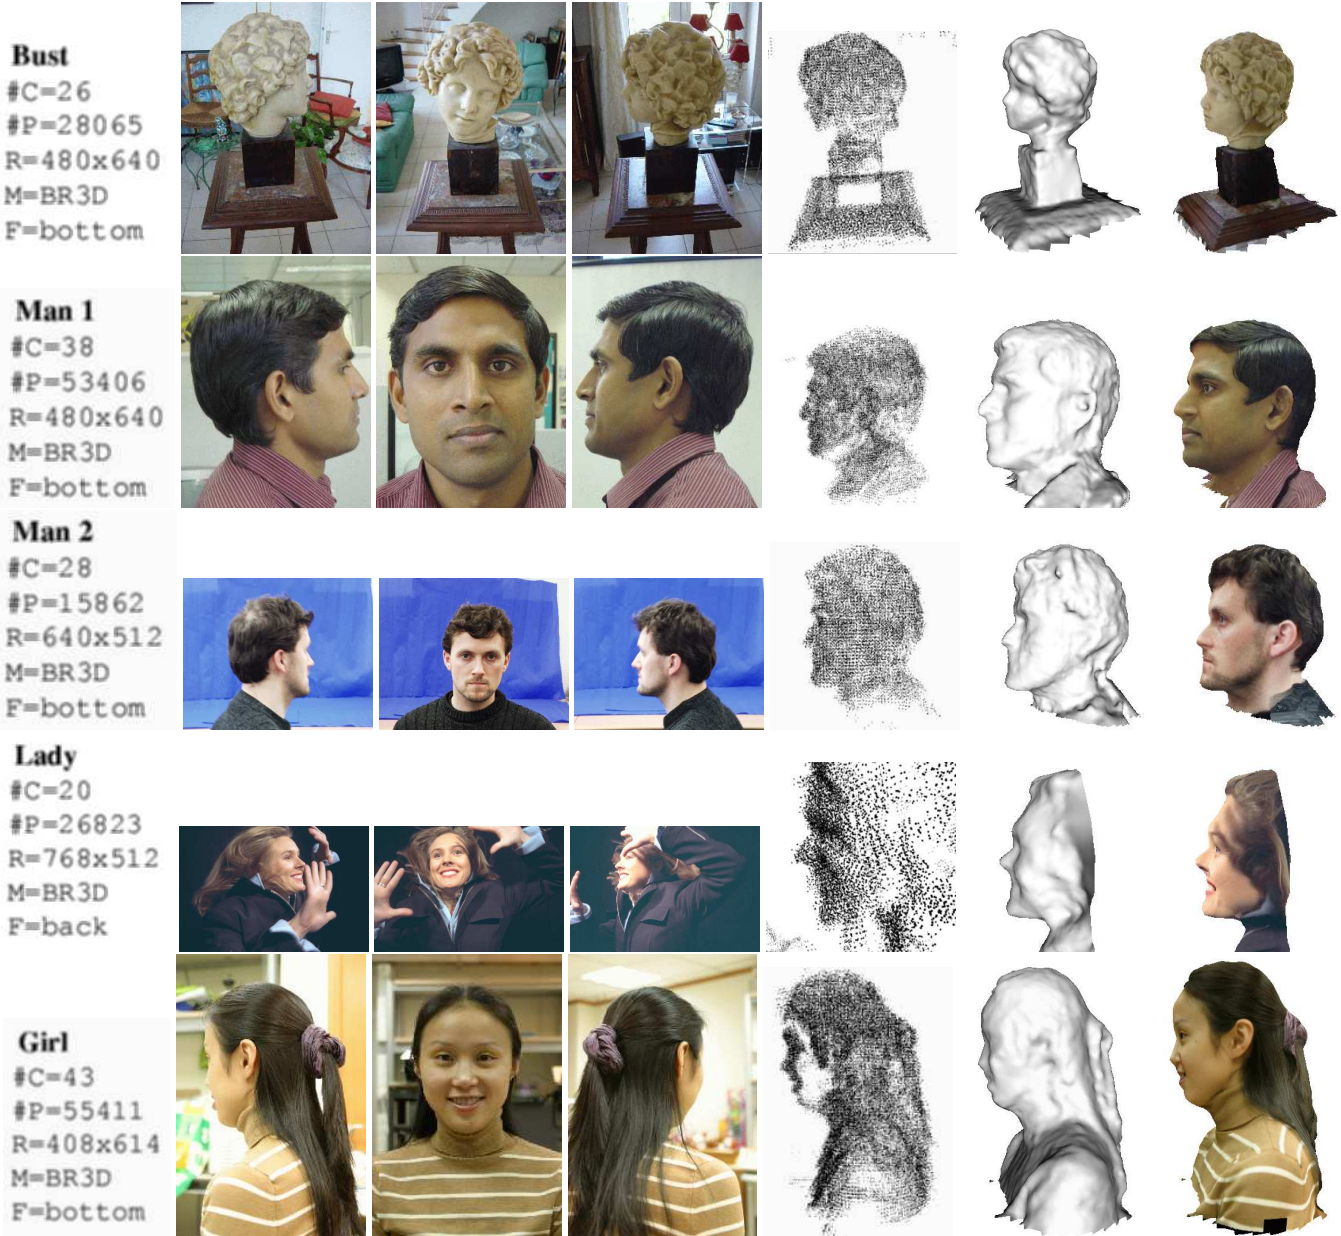 Bust
#C=26
#P=28065
R=480x640
M=BR3D
F=bottom
Man 1
#C=38
#P=53406
R=480x640
M=BR3D
F=bottom
Man 2
#C=28
#P=15862
R=640x512
M=BR3D
F=bottom
Lady
#C=20
#P=26823
R=768x512
M=BR3D
F=back
Girl
#C=43
#P=55411
R=408x614
M=BR3D
F=bottom